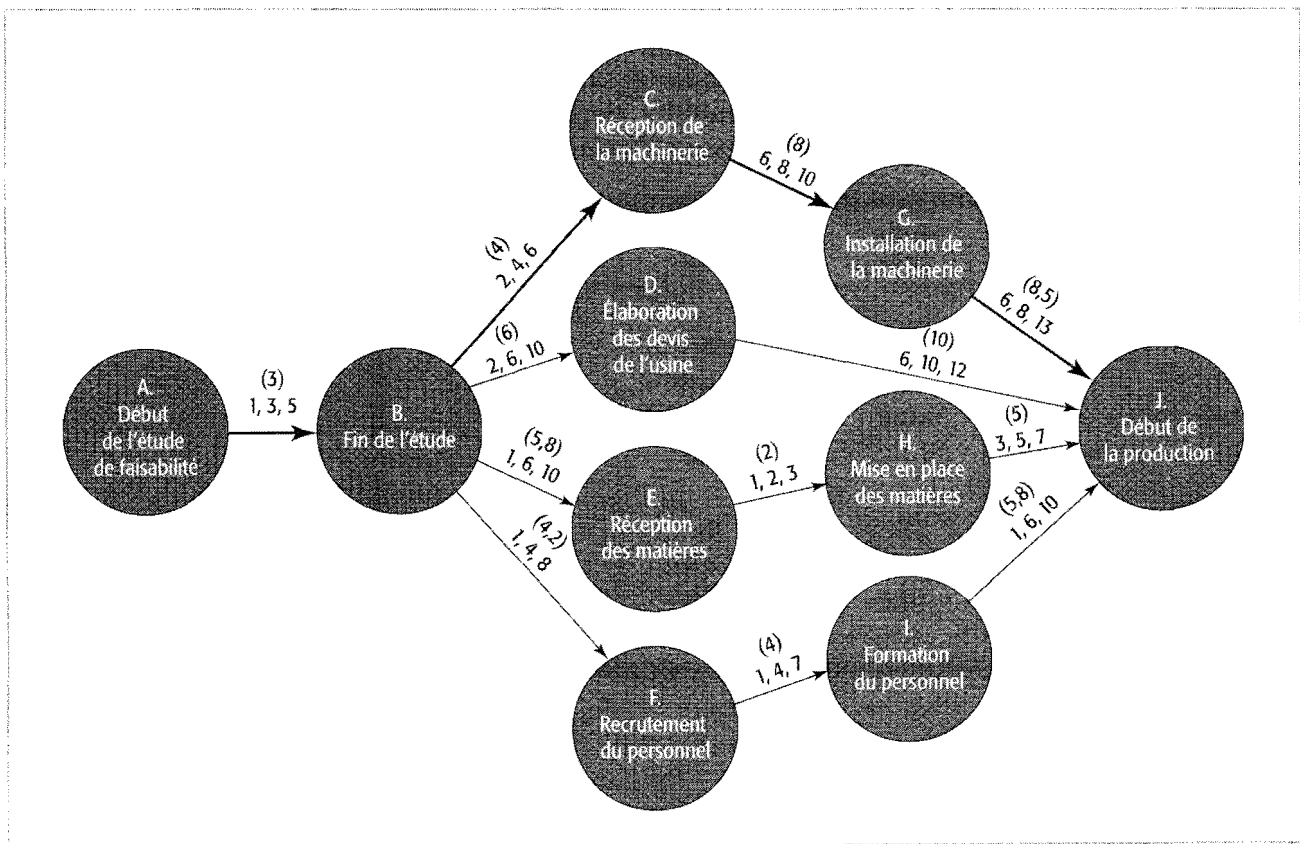 C.
Réception de
la machinerie
(8)
6, 8, 10
G.
Installation de
la machinerie
(4)
2, 4, 6
D.
Élaboration
des devis
de l'usine
(8,5)
6, 8, 13
(6)
2, 6, 10
(10)
6, 10, 12
A.
Début
de l'étude
de faisabilité
(3)
1, 3, 5
B.
Fin de l'étude
J.
Début de
la production
(5,8)
1, 6, 10
E.
Réception
des matières
(2)
1, 2, 3
H.
Mise en place
des matières
(5)
3, 5, 7
(4,2)
1, 4, 8
F.
Recrutement
du personnel
(4)
1, 4, 7
I.
Formation
du personnel
(5,8)
1, 6, 10